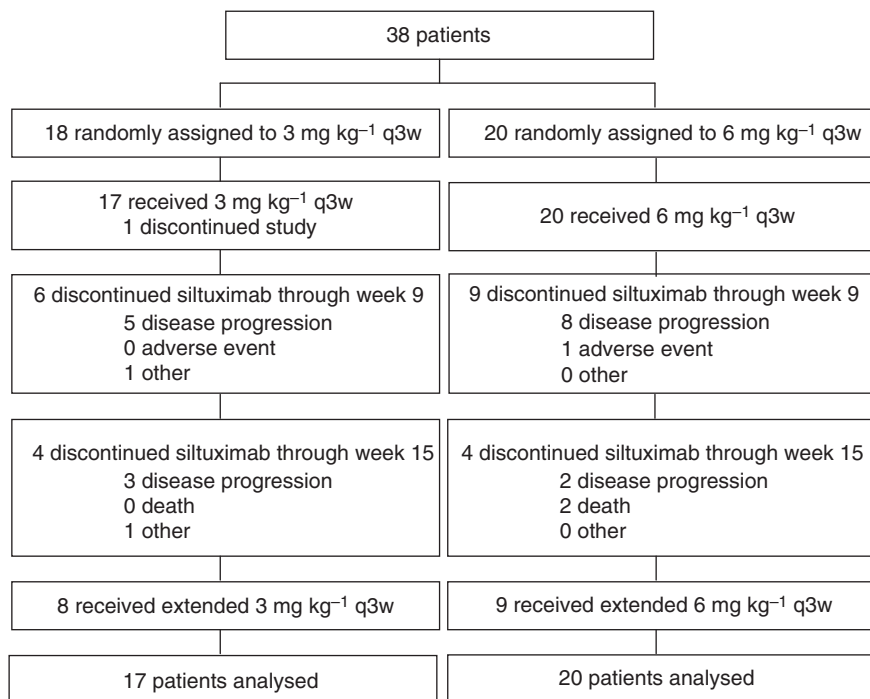 38 patients
18 randomly assigned to 3 mg kg⁻¹ q3w
20 randomly assigned to 6 mg kg⁻¹ q3w
17 received 3 mg kg⁻¹ q3w
1 discontinued study
20 received 6 mg kg⁻¹ q3w
6 discontinued siltuximab through week 9
5 disease progression
0 adverse event
1 other
9 discontinued siltuximab through week 9
8 disease progression
1 adverse event
0 other
4 discontinued siltuximab through week 15
3 disease progression
0 death
1 other
4 discontinued siltuximab through week 15
2 disease progression
2 death
0 other
8 received extended 3 mg kg⁻¹ q3w
9 received extended 6 mg kg⁻¹ q3w
17 patients analysed
20 patients analysed